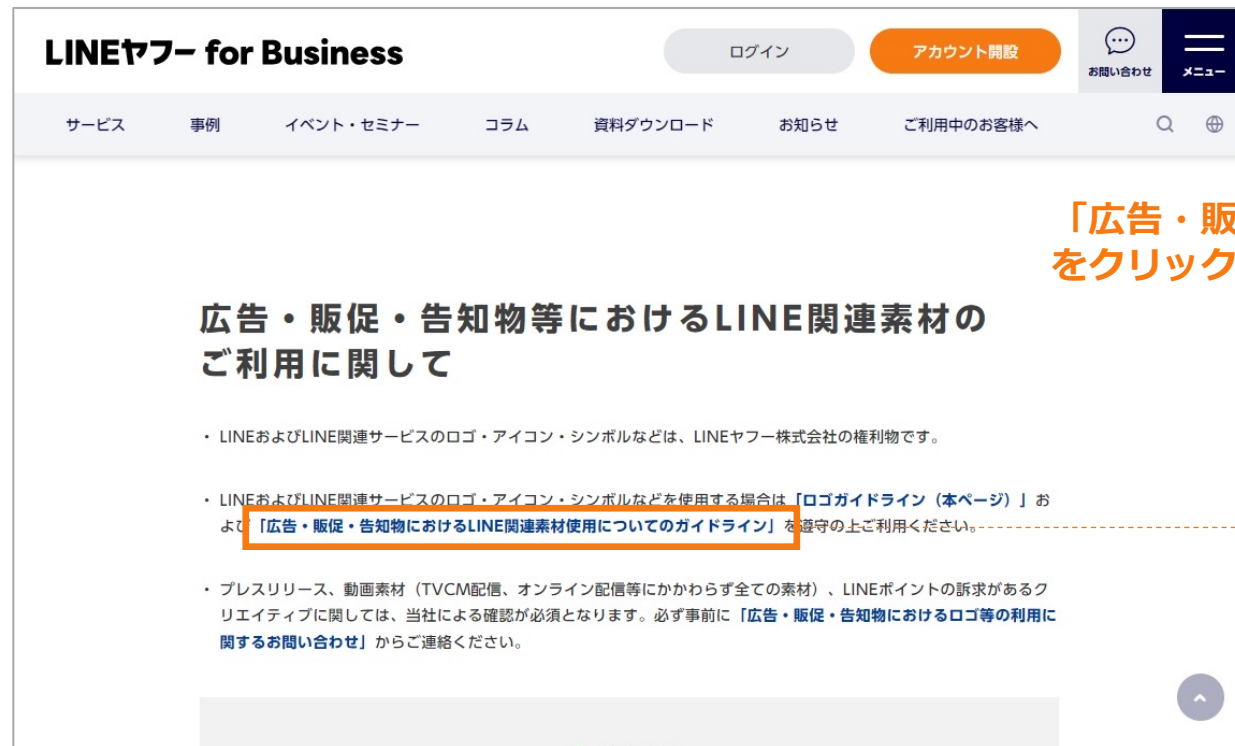 LINEヤフー for Business
ログイン
アカウント開設
お問い合わせ
メニュー
サービス
事例
イベント・セミナー
コラム
資料ダウンロード
お知らせ
ご利用中のお客様へ
「広告・販
をクリック
広告・販促・告知物等におけるLINE関連素材の
ご利用に関して
・ LINEおよびLINE関連サービスのロゴ・アイコン・シンボルなどは、LINEヤフー株式会社の権利物です。
・ LINEおよびLINE関連サービスのロゴ・アイコン・シンボルなどを使用する場合は「ロゴガイドライン（本ページ）」お
よび「広告・販促・告知物におけるLINE関連素材使用についてのガイドライン」を遵守の上ご利用ください。
・ プレスリリース、動画素材（TVCM配信、オンライン配信等にかかわらず全ての素材）、LINEポイントの訴求があるク
リエイティブに関しては、当社による確認が必須となります。必ず事前に「広告・販促・告知物におけるロゴ等の利用に
関するお問い合わせ」からご連絡ください。